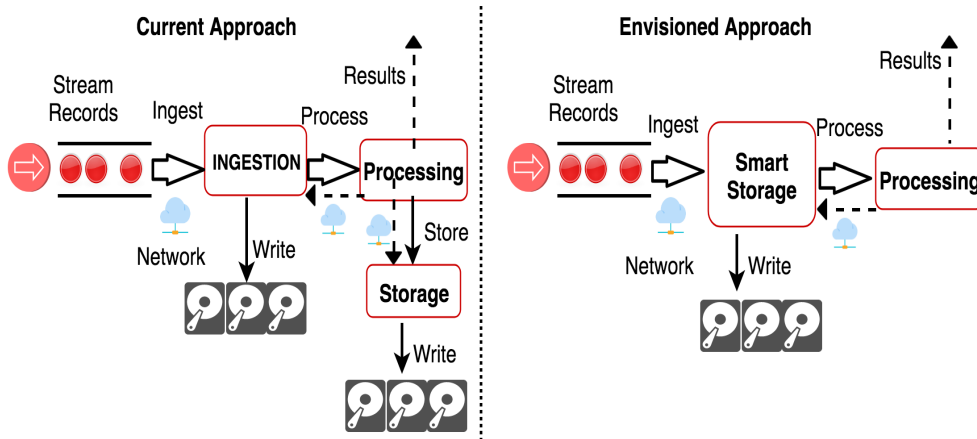 Current Approach
Results
Stream
Records
Ingest
Process
INGESTION
Processing
Network
Write
Store
Storage
Write
Envisioned Approach
Results
Stream
Records
Ingest
Process
Smart
Storage
Processing
Network
Write